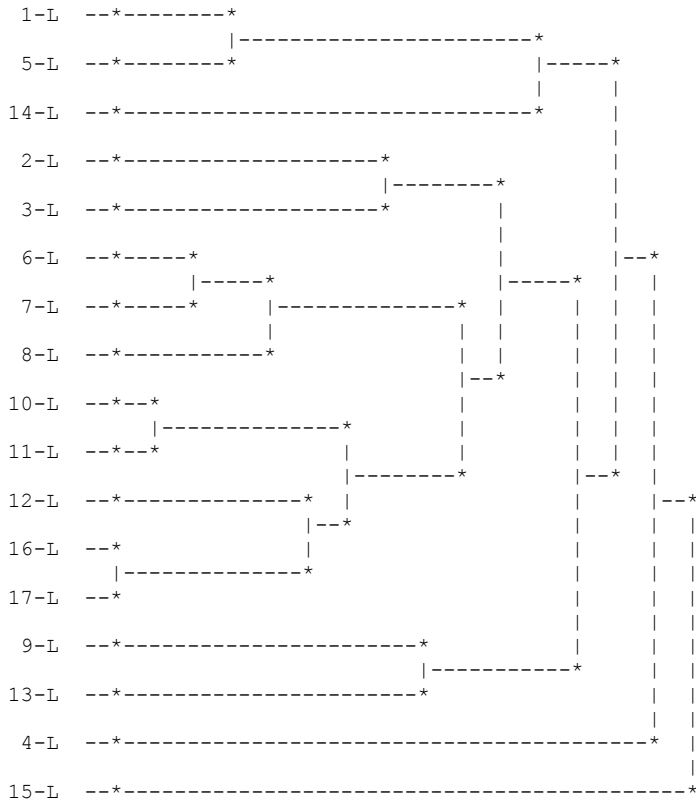 1-L --*--------*
|-----------------------*
5-L --*--------* |-----*
| |
14-L --*--------------------------------* |
|
2-L --*--------------------* |
|--------* |
3-L --*--------------------* | |
| |
6-L --*-----* | |--*
|-----* |-----* |
7-L --*-----* |--------------* | | | |
| | | | | |
8-L --*-----------* | | | | |
|--* | | |
10-L --*--* | | | |
|--------------* | | | |
11-L --*--* | | | | |
|--------* |--* |
12-L --*--------------* | | |--*
|--* | | |
16-L --* | | | |
|--------------* | | |
17-L --* | | |
| | |
9-L --*-----------------------* | | |
|-----------* | |
13-L --*-----------------------* | |
| |
4-L --*-----------------------------------------* |
|
15-L --*--------------------------------------------*